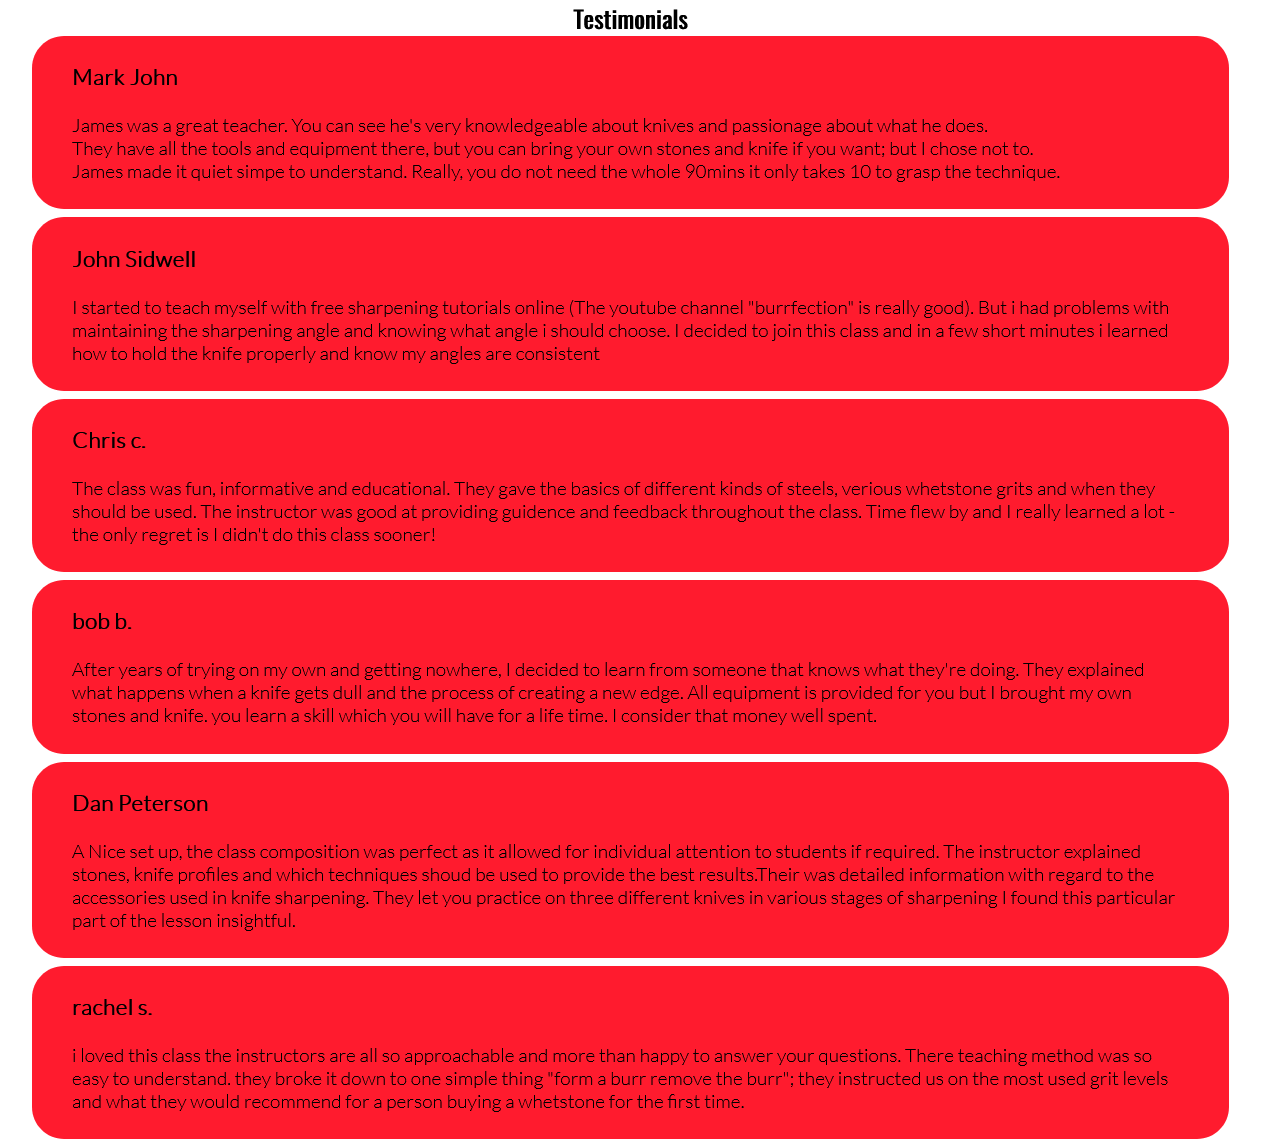 Testimonials
Mark John
James was a great teacher. You can see he's very knowledgeable about knives and passionage about what he does.
They have all the tools and equipment there, but you can bring your own stones and knife if you want; but I chose not to.
James made it quiet simpe to understand. Really, you do not need the whole 90mins it only takes 10 to grasp the technique.
John Sidwell
I started to teach myself with free sharpening tutorials online (The youtube channel "burrfection" is really good). But i had problems with
maintaining the sharpening angle and knowing what angle i should choose. I decided to join this class and in a few short minutes i learned
how to hold the knife properly and know my angles are consistent
Chris c.
The class was fun, informative and educational. They gave the basics of different kinds of steels, verious whetstone grits and when they
should be used. The instructor was good at providing guidence and feedback throughout the class. Time flew by and I really learned a lot -
the only regret is I didn't do this class sooner!
bob b.
After years of trying on my own and getting nowhere, I decided to learn from someone that knows what they're doing. They explained
what happens when a knife gets dull and the process of creating a new edge. All equipment is provided for you but I brought my own
stones and knife. you learn a skill which you will have for a life time. I consider that money well spent.
Dan Peterson
A Nice set up, the class composition was perfect as it allowed for individual attention to students if required. The instructor explained
stones, knife profiles and which techniques shoud be used to provide the best results.Their was detailed information with regard to the
accessories used in knife sharpening. They let you practice on three different knives in various stages of sharpening I found this particular
part of the lesson insightful.
rachel s.
i loved this class the instructors are all so approachable and more than happy to answer your questions. There teaching method was so
easy to understand. they broke it down to one simple thing "form a burr remove the burr"; they instructed us on the most used grit levels
and what they would recommend for a person buying a whetstone for the first time.